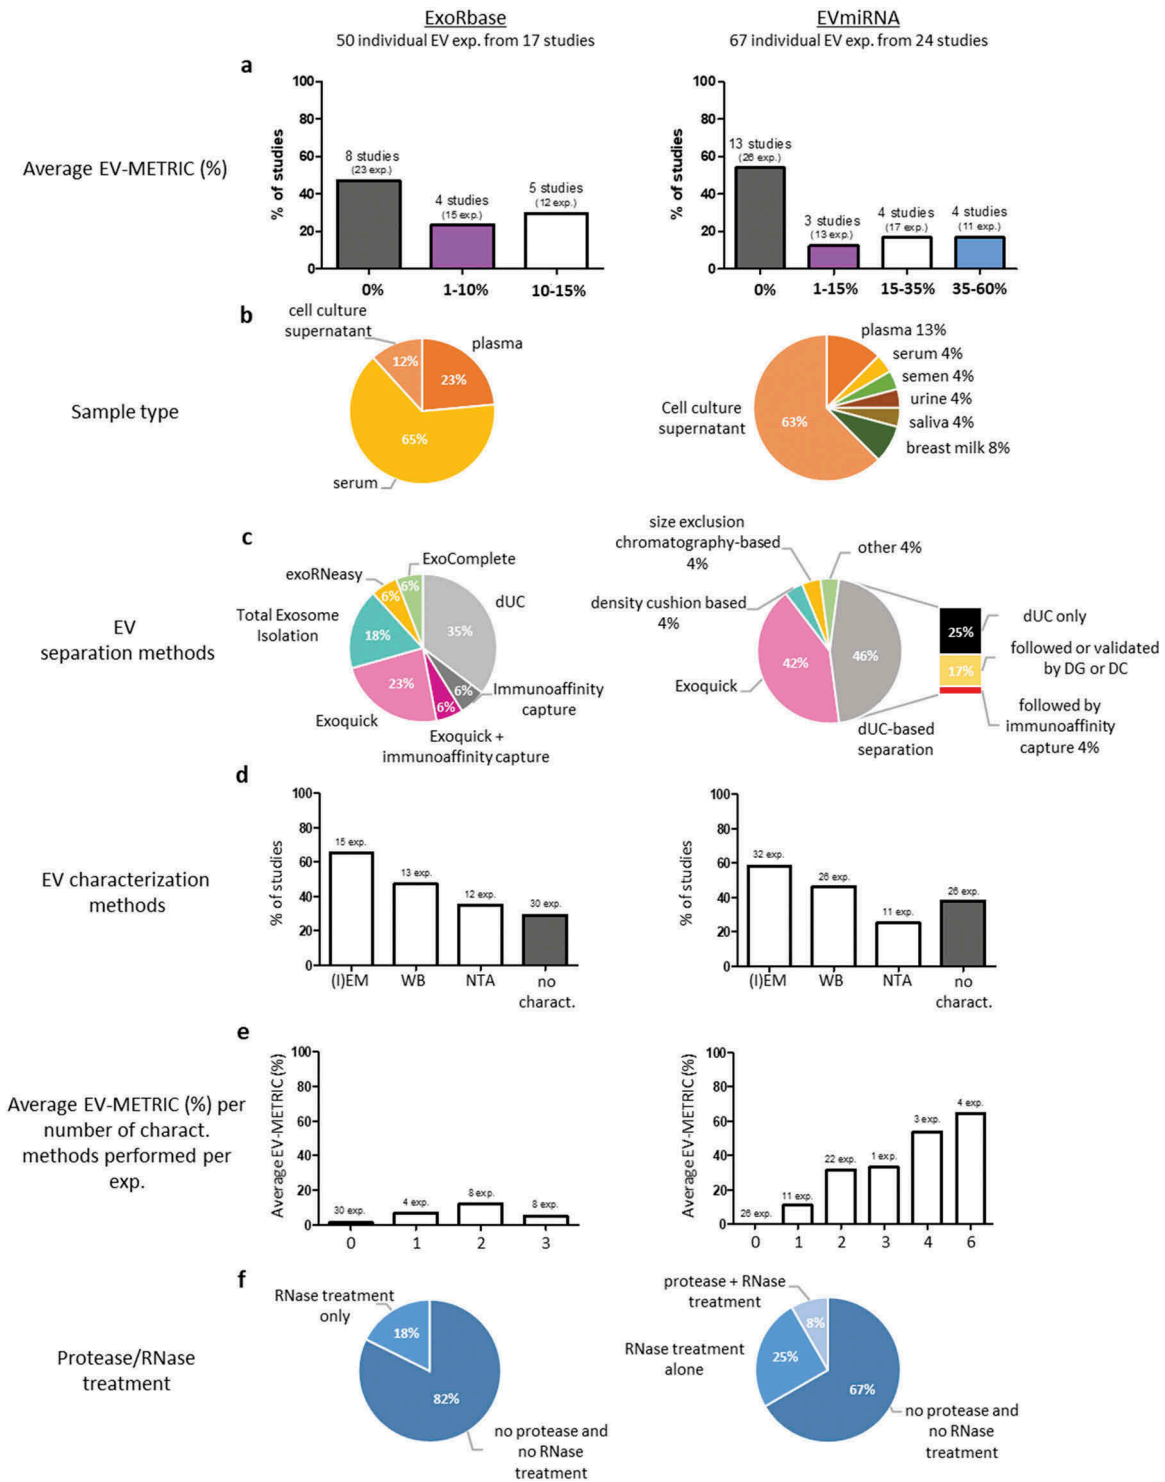 ExoRbase
50 individual EV exp. from 17 studies
EVmiRNA
67 individual EV exp. from 24 studies
a
Average EV-METRIC (%)
% of studies
100
80
60
40
20
0
8 studies
(23 exp.)
4 studies
(15 exp.)
5 studies
(12 exp.)
0%
1-10%
10-15%
% of studies
100
80
60
40
20
0
13 studies
(26 exp.)
3 studies
(13 exp.)
4 studies
(17 exp.)
4 studies
(11 exp.)
0%
1-15%
15-35%
35-60%
b
Sample type
cell culture
supernatant
plasma
12%
23%
65%
serum
plasma 13%
serum 4%
semen 4%
urine 4%
saliva 4%
breast milk 8%
Cell culture
supernatant
63%
c
EV
separation methods
ExoComplete
exoRNeasy
dUC
Total Exosome
Isolation
6%
6%
35%
18%
23%
6%
6%
Immunoaffinity
capture
Exoquick
Exoquick +
immunoaffinity capture
size exclusion
chromatography-based
4%
other 4%
density cushion based
4%
42%
46%
Exoquick
dUC-based
separation
25%
17%
dUC only
followed or validated
by DG or DC
followed by
immunoaffinity
capture 4%
d
EV characterization
methods
% of studies
100
80
60
40
20
0
15 exp.
13 exp.
12 exp.
30 exp.
(I)EM
WB
NTA
no
charact.
% of studies
100
80
60
40
20
0
32 exp.
26 exp.
11 exp.
26 exp.
(I)EM
WB
NTA
no
charact.
e
Average EV-METRIC (%) per
number of charact.
methods performed per
exp.
Average EV-METRIC (%)
100
80
60
40
20
0
30 exp.
4 exp.
8 exp.
8 exp.
0
1
2
3
Average EV-METRIC (%)
100
80
60
40
20
0
26 exp.
11 exp.
22 exp.
1 exp.
3 exp.
4 exp.
0
1
2
3
4
6
f
Protease/RNase
treatment
RNase treatment
only
18%
82%
no protease and
no RNase
treatment
protease + RNase
treatment
8%
RNase treatment
alone
25%
67%
no protease and
no RNase
treatment